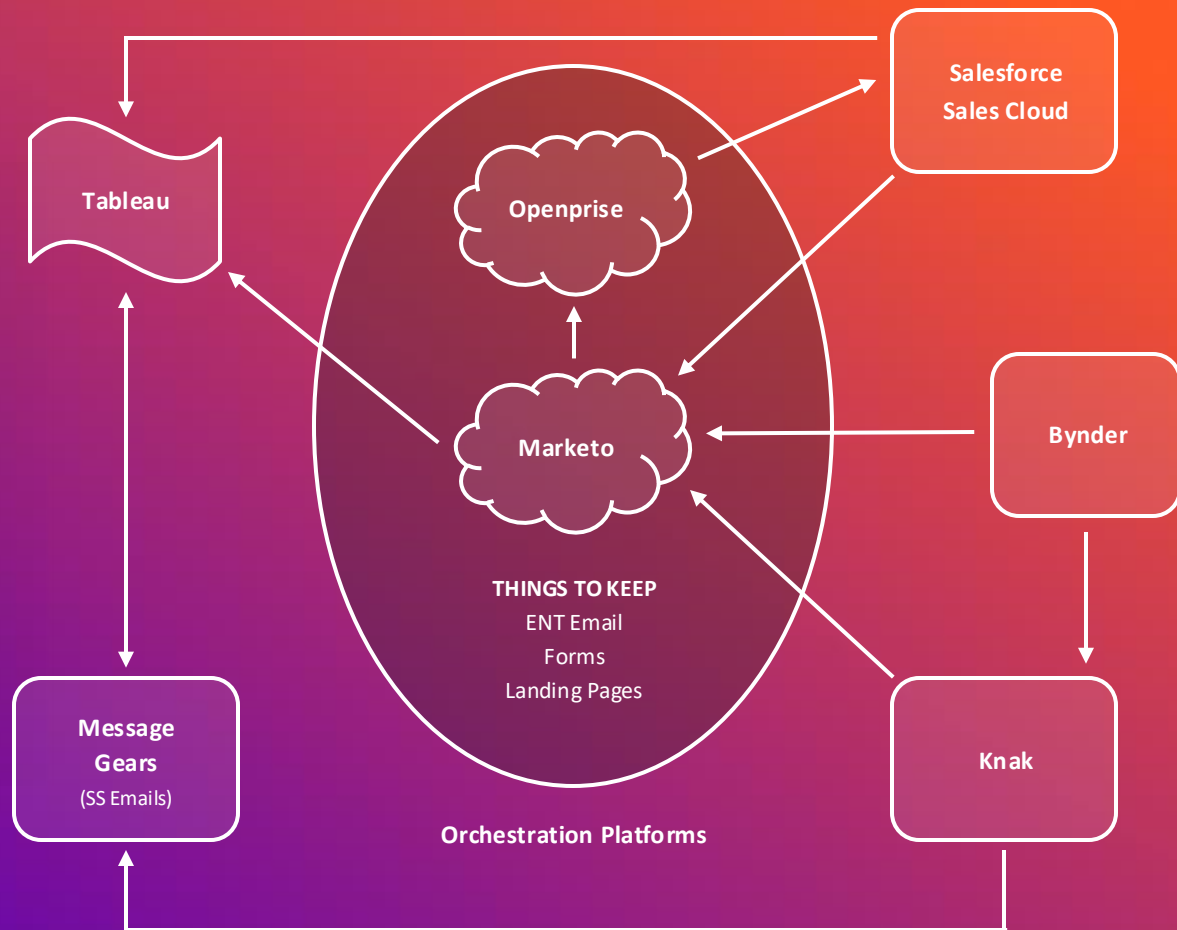 Salesforce
Sales Cloud
Tableau
Openprise
Marketo
Bynder
THINGS TO KEEP
ENT Email
Forms
Landing Pages
Message
Gears
(SS Emails)
Knak
Orchestration Platforms